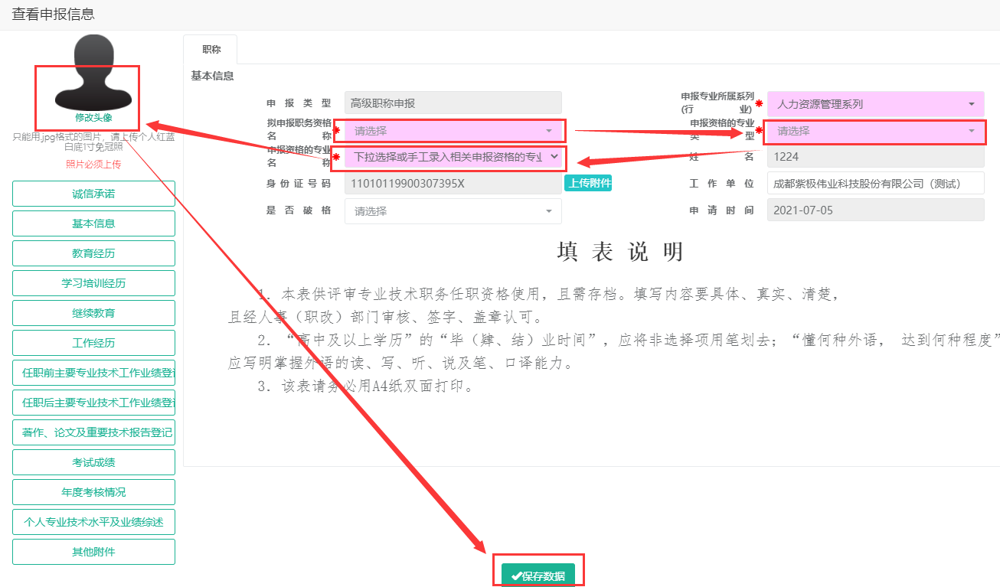 查看申报信息
修改头像
只能用.jpg格式的图片，请上传个人红蓝
白底1寸免冠照
照片必须上传
诚信承诺
基本信息
教育经历
学习培训经历
继续教育
工作经历
任职前主要专业技术工作业绩登
任职后主要专业技术工作业绩登
著作、论文及重要技术报告登记
考试成绩
年度考核情况
个人专业技术水平及业绩综述
其他附件
职称
基本信息
申报类型 高级职称申报
申报专业所属系列
(行业) * 人力资源管理系列
拟申报职务资格
名称 * 请选择
申报资格的专业
类型 * 请选择
申报资格的专业
名称 * 下拉选择或手工录入相关申报资格的专业
姓名 1224
身份证号码 11010119900307395X 上传附件
工作单位 成都紫极伟业科技股份有限公司（测试）
是否破格 请选择
申请时间 2021-07-05
填表说明
1. 本表供评审专业技术职务任职资格使用，且需存档。填写内容要具体、真实、清楚，
且经人事（职改）部门审核、签字、盖章认可。
2. “高中及以上学历”的“毕（肄、结）业时间”，应将非选择项用笔划去；“懂何种外语， 达到何种程度”
应写明掌握外语的读、写、听、说及笔、口译能力。
3. 该表请务必用A4纸双面打印。
保存数据